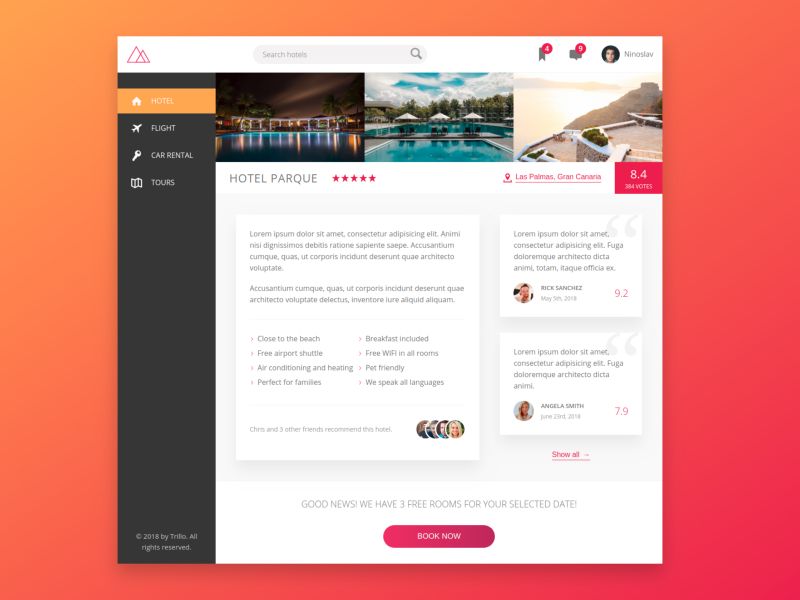 Search hotels
4
9
Ninoslav
HOTEL
FLIGHT
CAR RENTAL
TOURS
© 2018 by Trillo. All
rights reserved.
HOTEL PARQUE
Las Palmas, Gran Canaria
8.4
384 VOTES
Lorem ipsum dolor sit amet, consectetur adipisicing elit. Animi
nisi dignissimos debitis ratione sapiente saepe. Accusantium
cumque, quas, ut corporis incidunt deserunt quae architecto
voluptate.
Accusantium cumque, quas, ut corporis incidunt deserunt quae
architecto voluptate delectus, inventore iure aliquid aliquam.
Close to the beach
Free airport shuttle
Air conditioning and heating
Perfect for families
Breakfast included
Free WIFI in all rooms
Pet friendly
We speak all languages
Chris and 3 other friends recommend this hotel.
“
Lorem ipsum dolor sit amet,
consectetur adipisicing elit. Fuga
doloremque architecto dicta
animi, totam, itaque officia ex.
RICK SANCHEZ
May 5th, 2018
9.2
“
Lorem ipsum dolor sit amet,
consectetur adipisicing elit. Fuga
doloremque architecto dicta
animi.
ANGELA SMITH
June 23rd, 2018
7.9
Show all →
GOOD NEWS! WE HAVE 3 FREE ROOMS FOR YOUR SELECTED DATE!
BOOK NOW